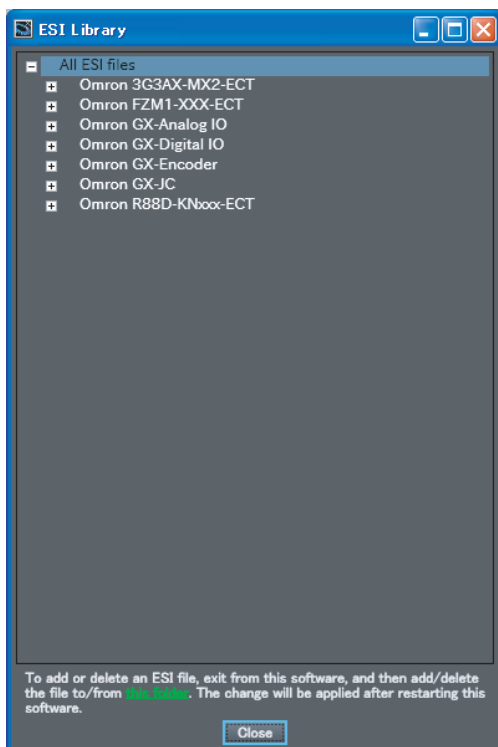 ESI Library
All ESI files
Omron 3G3AX-MX2-ECT
Omron FZM1-XXX-ECT
Omron GX-Analog IO
Omron GX-Digital IO
Omron GX-Encoder
Omron GX-JC
Omron R88D-KNxxx-ECT
To add or delete an ESI file, exit from this software, and then add/delete
the file to/from this folder. The change will be applied after restarting this
software.
Close